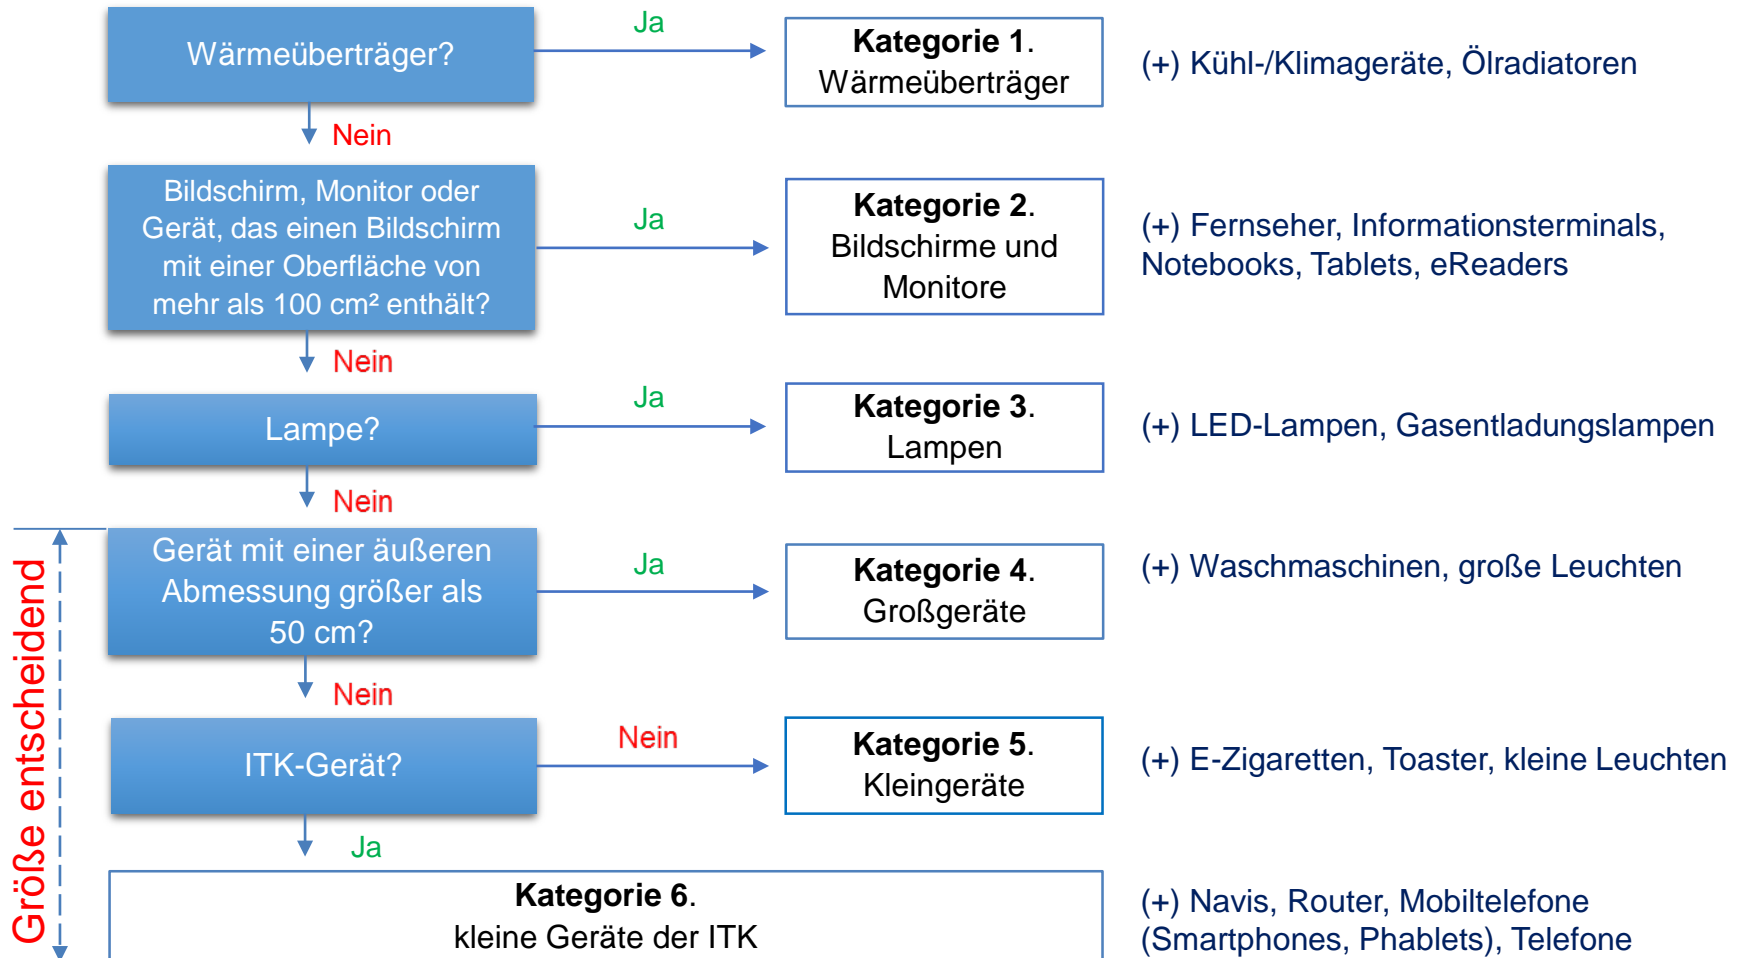 Wärmeüberträger?
Ja
Kategorie 1.
Wärmeüberträger
(+) Kühl-/Klimageräte, Ölradiatoren
Nein
Bildschirm, Monitor oder
Gerät, das einen Bildschirm
mit einer Oberfläche von
mehr als 100 cm² enthält?
Ja
Kategorie 2.
Bildschirme und
Monitore
(+) Fernseher, Informationsterminals,
Notebooks, Tablets, eReaders
Nein
Lampe?
Ja
Kategorie 3.
Lampen
(+) LED-Lampen, Gasentladungslampen
Nein
Größe entscheidend
Gerät mit einer äußeren
Abmessung größer als
50 cm?
Ja
Kategorie 4.
Großgeräte
(+) Waschmaschinen, große Leuchten
Nein
ITK-Gerät?
Nein
Kategorie 5.
Kleingeräte
(+) E-Zigaretten, Toaster, kleine Leuchten
Ja
Kategorie 6.
kleine Geräte der ITK
(+) Navis, Router, Mobiltelefone
(Smartphones, Phablets), Telefone